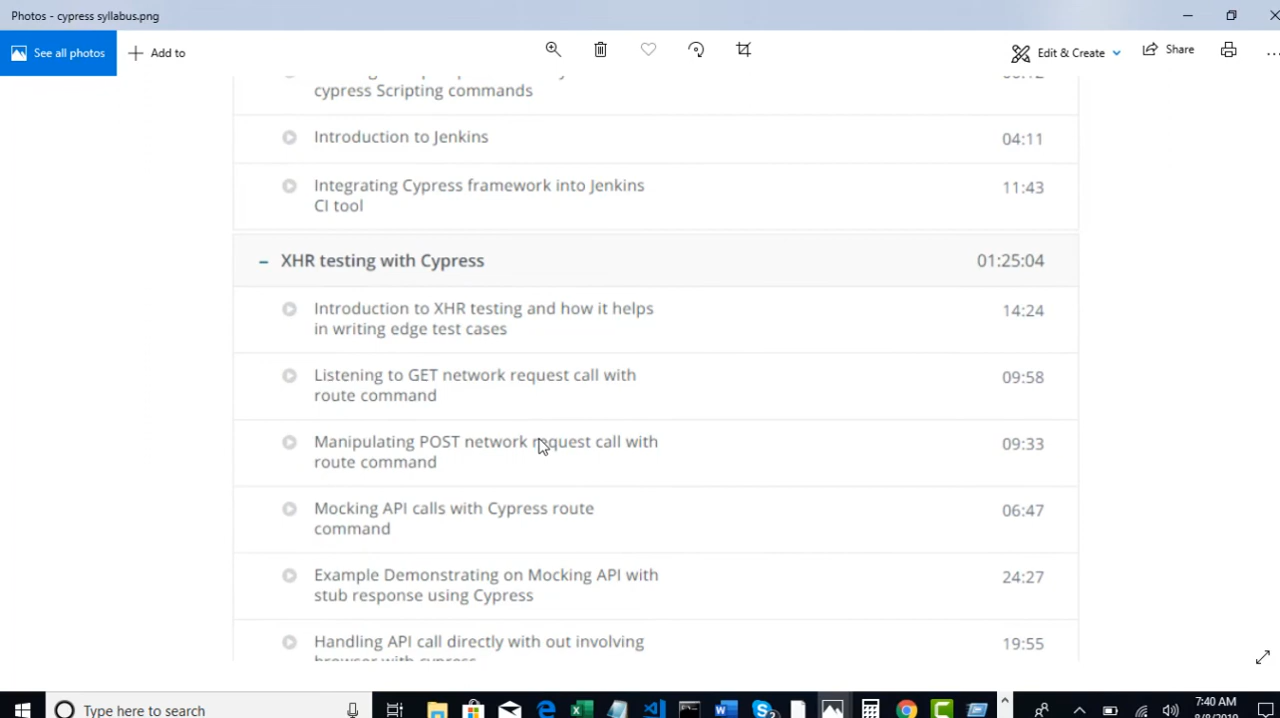 Photos - cypress syllabus.png
See all photos
Add to
Edit & Create
Share
cypress Scripting commands
Introduction to Jenkins
04:11
Integrating Cypress framework into Jenkins
CI tool
11:43
XHR testing with Cypress
01:25:04
Introduction to XHR testing and how it helps
in writing edge test cases
14:24
Listening to GET network request call with
route command
09:58
Manipulating POST network request call with
route command
09:33
Mocking API calls with Cypress route
command
06:47
Example Demonstrating on Mocking API with
stub response using Cypress
24:27
Handling API call directly with out involving
browser with cypress
19:55
Type here to search
7:40 AM